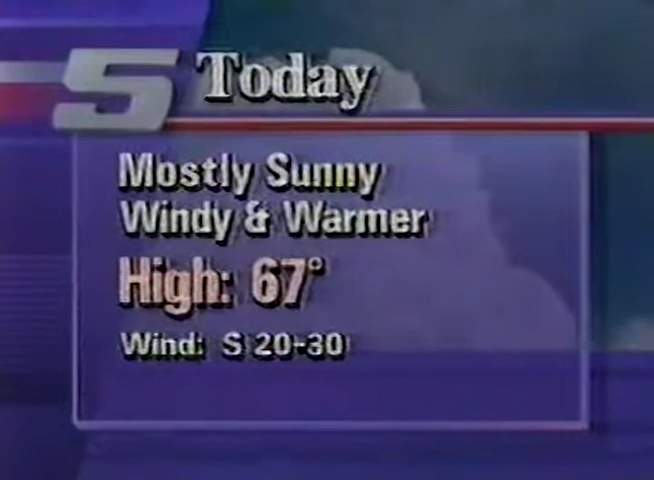 5 Today
Mostly Sunny
Windy & Warmer
High: 67°
Wind: S 20-30